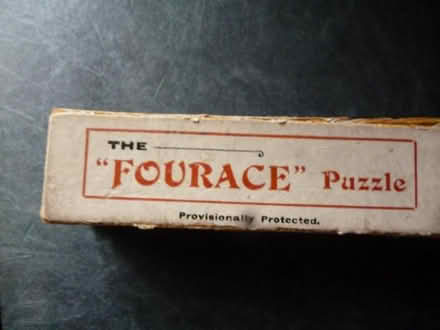 THE
“FOURACE” Puzzle
Provisionally Protected.